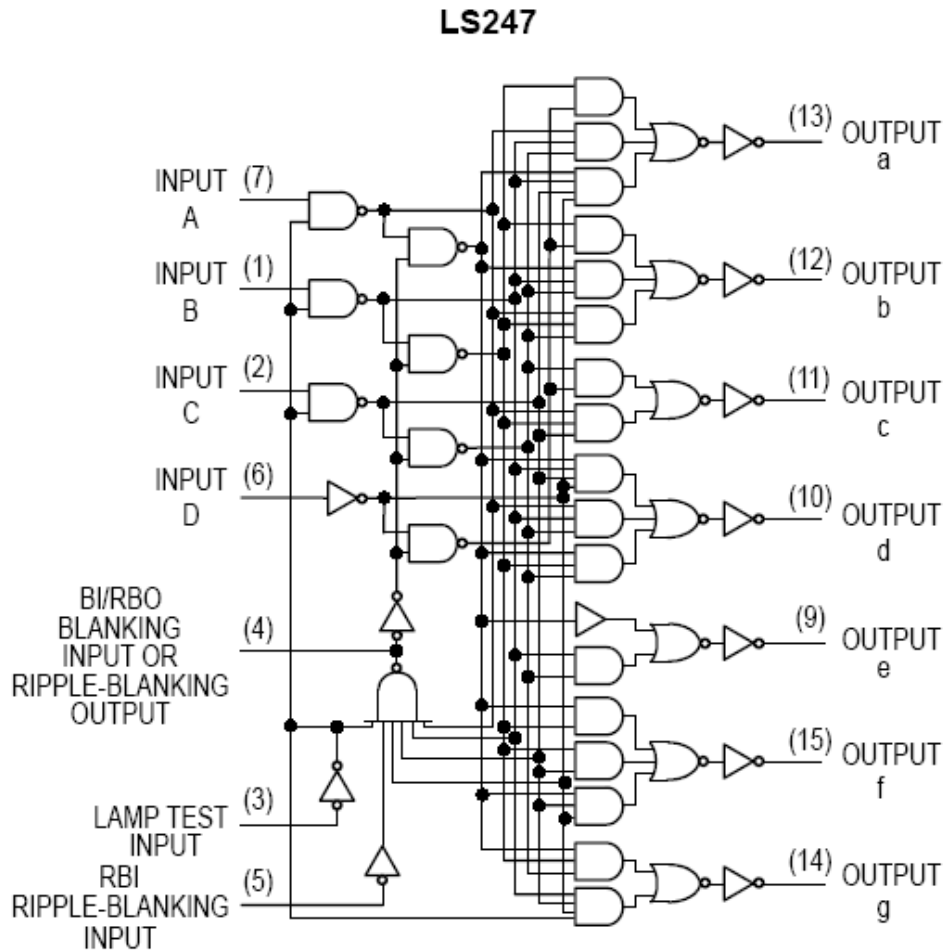 LS247
INPUT (7)
A
INPUT (1)
B
INPUT (2)
C
INPUT (6)
D
BI/RBO
BLANKING (4)
INPUT OR
RIPPLE-BLANKING
OUTPUT
LAMP TEST (3)
INPUT
RBI (5)
RIPPLE-BLANKING
INPUT
(13) OUTPUT
a
(12) OUTPUT
b
(11) OUTPUT
c
(10) OUTPUT
d
(9) OUTPUT
e
(15) OUTPUT
f
(14) OUTPUT
g